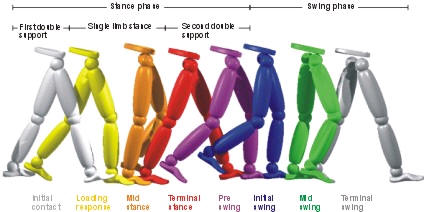 Stance phase Swing phase
First double support Single limb stance Second double support
Initial contact
Loading response
Mid stance
Terminal stance
Pre swing
Initial swing
Mid swing
Terminal swing